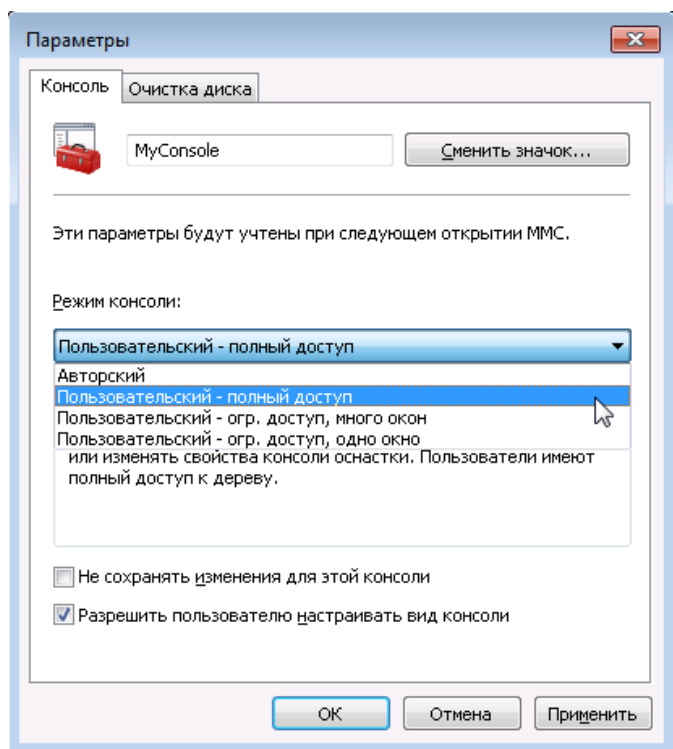 Параметры
Консоль
Очистка диска
MyConsole
Сменить значок...
Эти параметры будут учтены при следующем открытии MMC.
Режим консоли:
Пользовательский - полный доступ
Авторский
Пользовательский - полный доступ
Пользовательский - огр. доступ, много окон
Пользовательский - огр. доступ, одно окно
или изменять свойства консоли оснастки. Пользователи имеют
полный доступ к дереву.
Не сохранять изменения для этой консоли
Разрешить пользователю настраивать вид консоли
ОК
Отмена
Применить